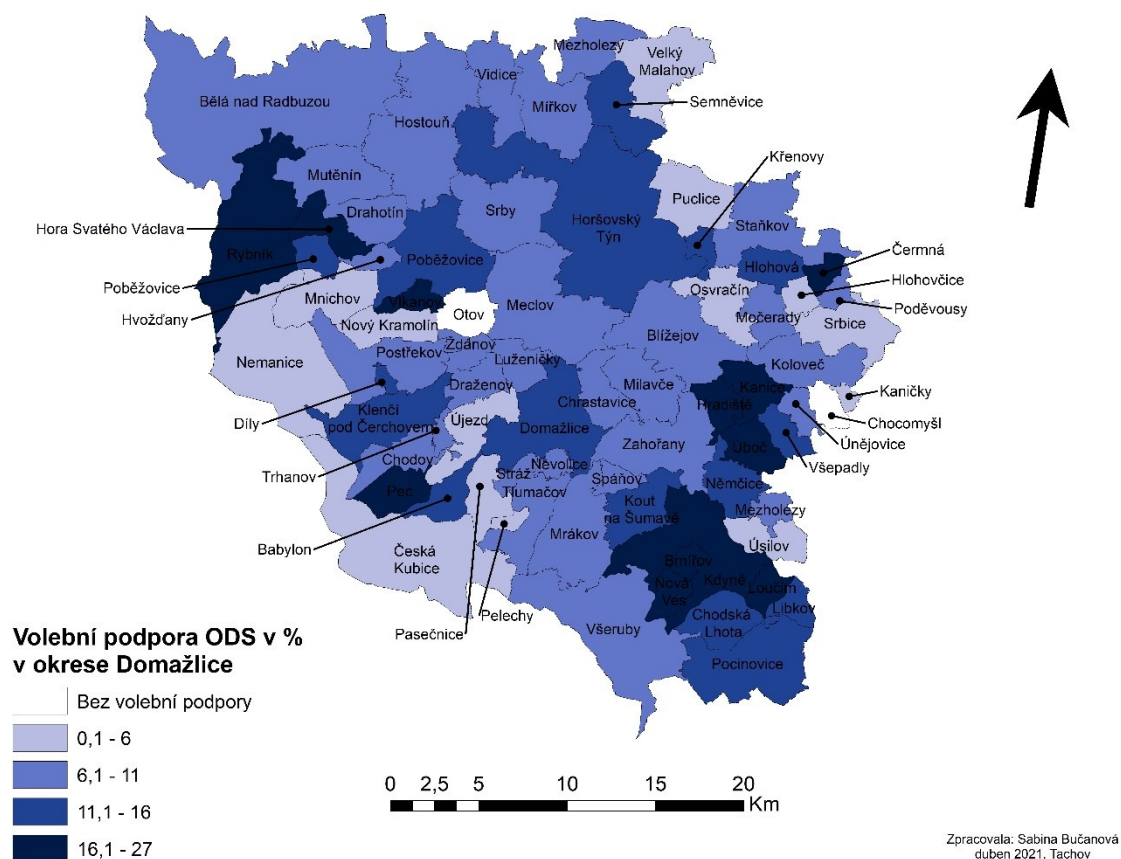 Mezholezy
Velký
Malahov
Vidice
Bělá nad Radbuzou
Mířkov
Semněvice
Hostouň
Křenovy
Mutěnín
Puclice
Drahotín
Srby
Horšovský
Týn
Staňkov
Hora Svatého Václava
Čermná
Rybník
Poběžovice
Hlohová
Hlohovčice
Poběžovice
Mnichov
Osvračín
Poděvousy
Hvožďany
Vlkanov
Meclov
Močerady
Srbice
Otov
Nový Kramolín
Blížejov
Nemanice
Postřekov
Ždánov
Luženičky
Koloveč
Draženov
Milavče
Kanice
Kaničky
Díly
Klenčí
pod Čerchovem
Chrastavice
Hradiště
Chocomyšl
Újezd
Domažlice
Únějovice
Trhanov
Chodov
Zahořany
Úboč
Všepadly
Stráž
Nevolice
Pec
Tlumačov
Spáňov
Němčice
Kout
na Šumavě
Mezholezy
Babylon
Česká
Kubice
Mrákov
Úsilov
Brnířov
Pelechy
Nová
Ves
Kdyně
Loučim
Pasečnice
Všeruby
Chodská
Lhota
Libkov
Pocinovice
Volební podpora ODS v %
v okrese Domažlice
Bez volební podpory
0,1 - 6
6,1 - 11
11,1 - 16
16,1 - 27
0 2,5 5 10 15 20
Km
Zpracovala: Sabina Bučanová
duben 2021, Tachov